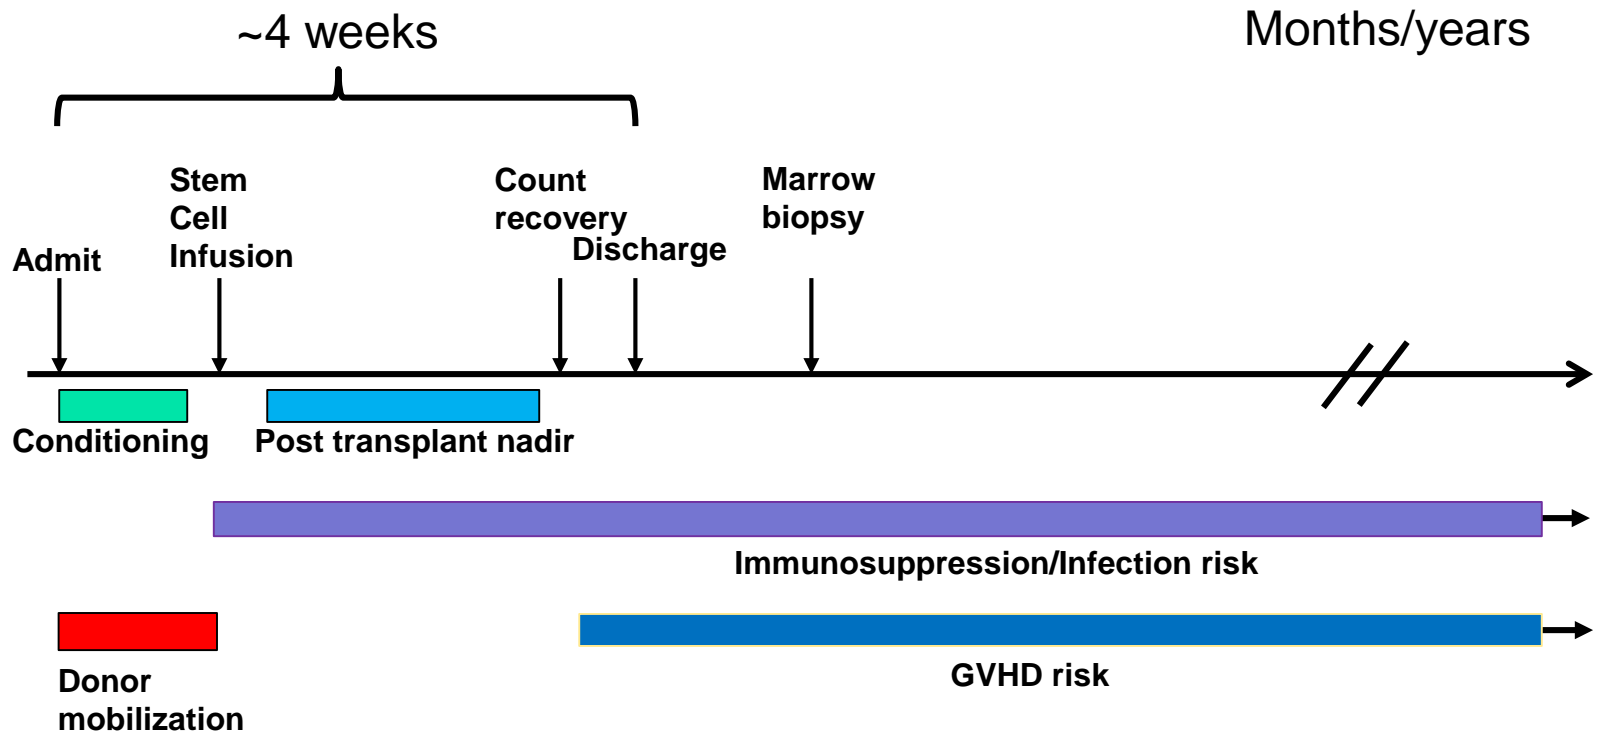 ~4 weeks
Months/years
Stem
Cell
Infusion
Count
recovery
Marrow
biopsy
Admit
Discharge
Conditioning
Post transplant nadir
Immunosuppression/Infection risk
Donor
mobilization
GVHD risk